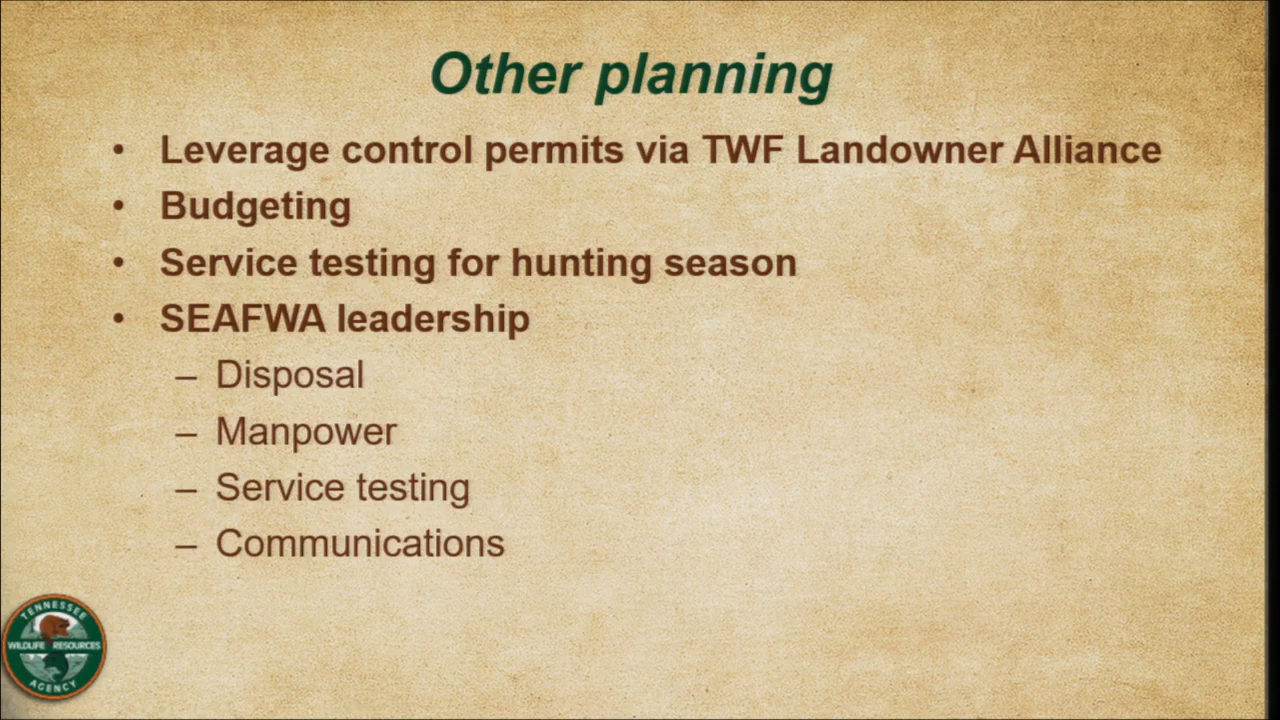 Other planning
• Leverage control permits via TWF Landowner Alliance
• Budgeting
• Service testing for hunting season
• SEAFWA leadership
– Disposal
– Manpower
– Service testing
– Communications
TENNESSEE
WILDLIFE RESOURCES
AGENCY